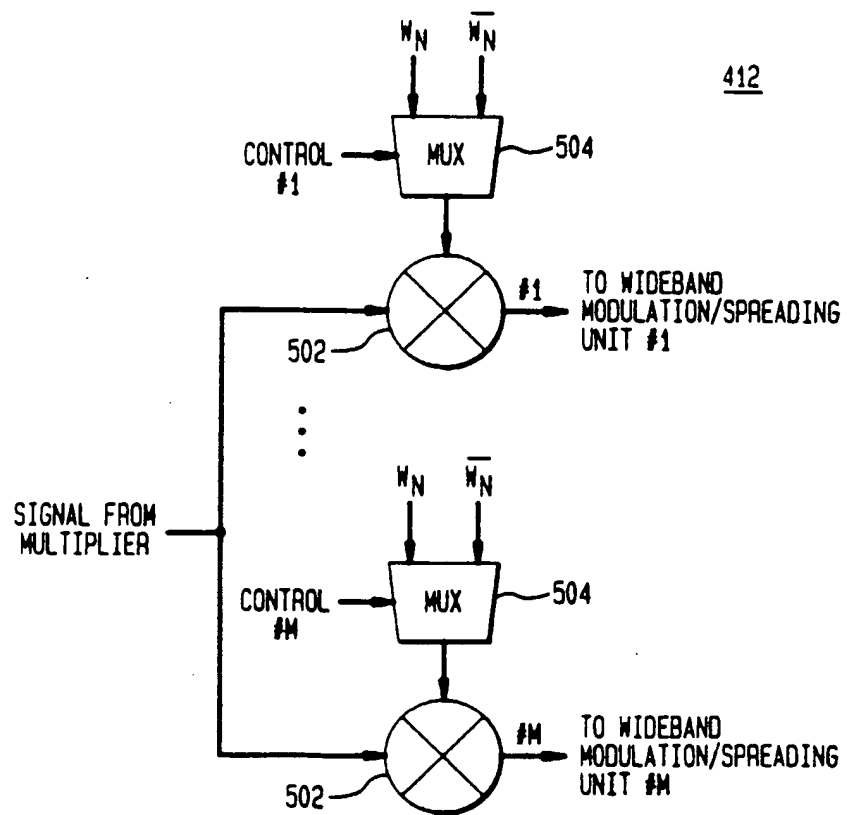 W_N  W̅_N
412
CONTROL
#1
MUX
504
#1
TO WIDEBAND
MODULATION/SPREADING
UNIT #1
502
W_N  W̅_N
SIGNAL FROM
MULTIPLIER
CONTROL
#M
MUX
504
#M
TO WIDEBAND
MODULATION/SPREADING
UNIT #M
502